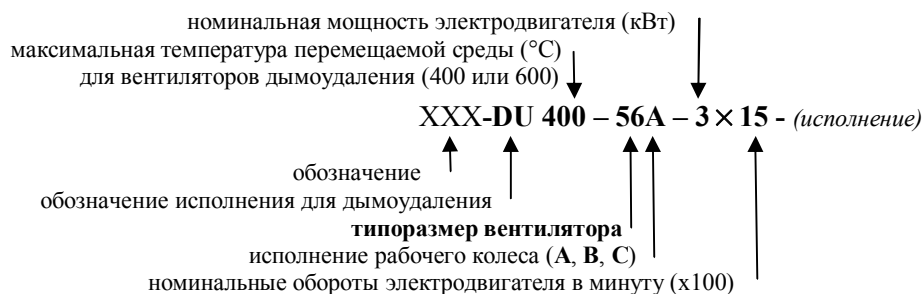 номинальная мощность электродвигателя (кВт)
максимальная температура перемещаемой среды (°С)
для вентиляторов дымоудаления (400 или 600)
XXX-DU 400 – 56A – 3 × 15 - (исполнение)
обозначение
обозначение исполнения для дымоудаления
типоразмер вентилятора
исполнение рабочего колеса (A, B, C)
номинальные обороты электродвигателя в минуту (x100)